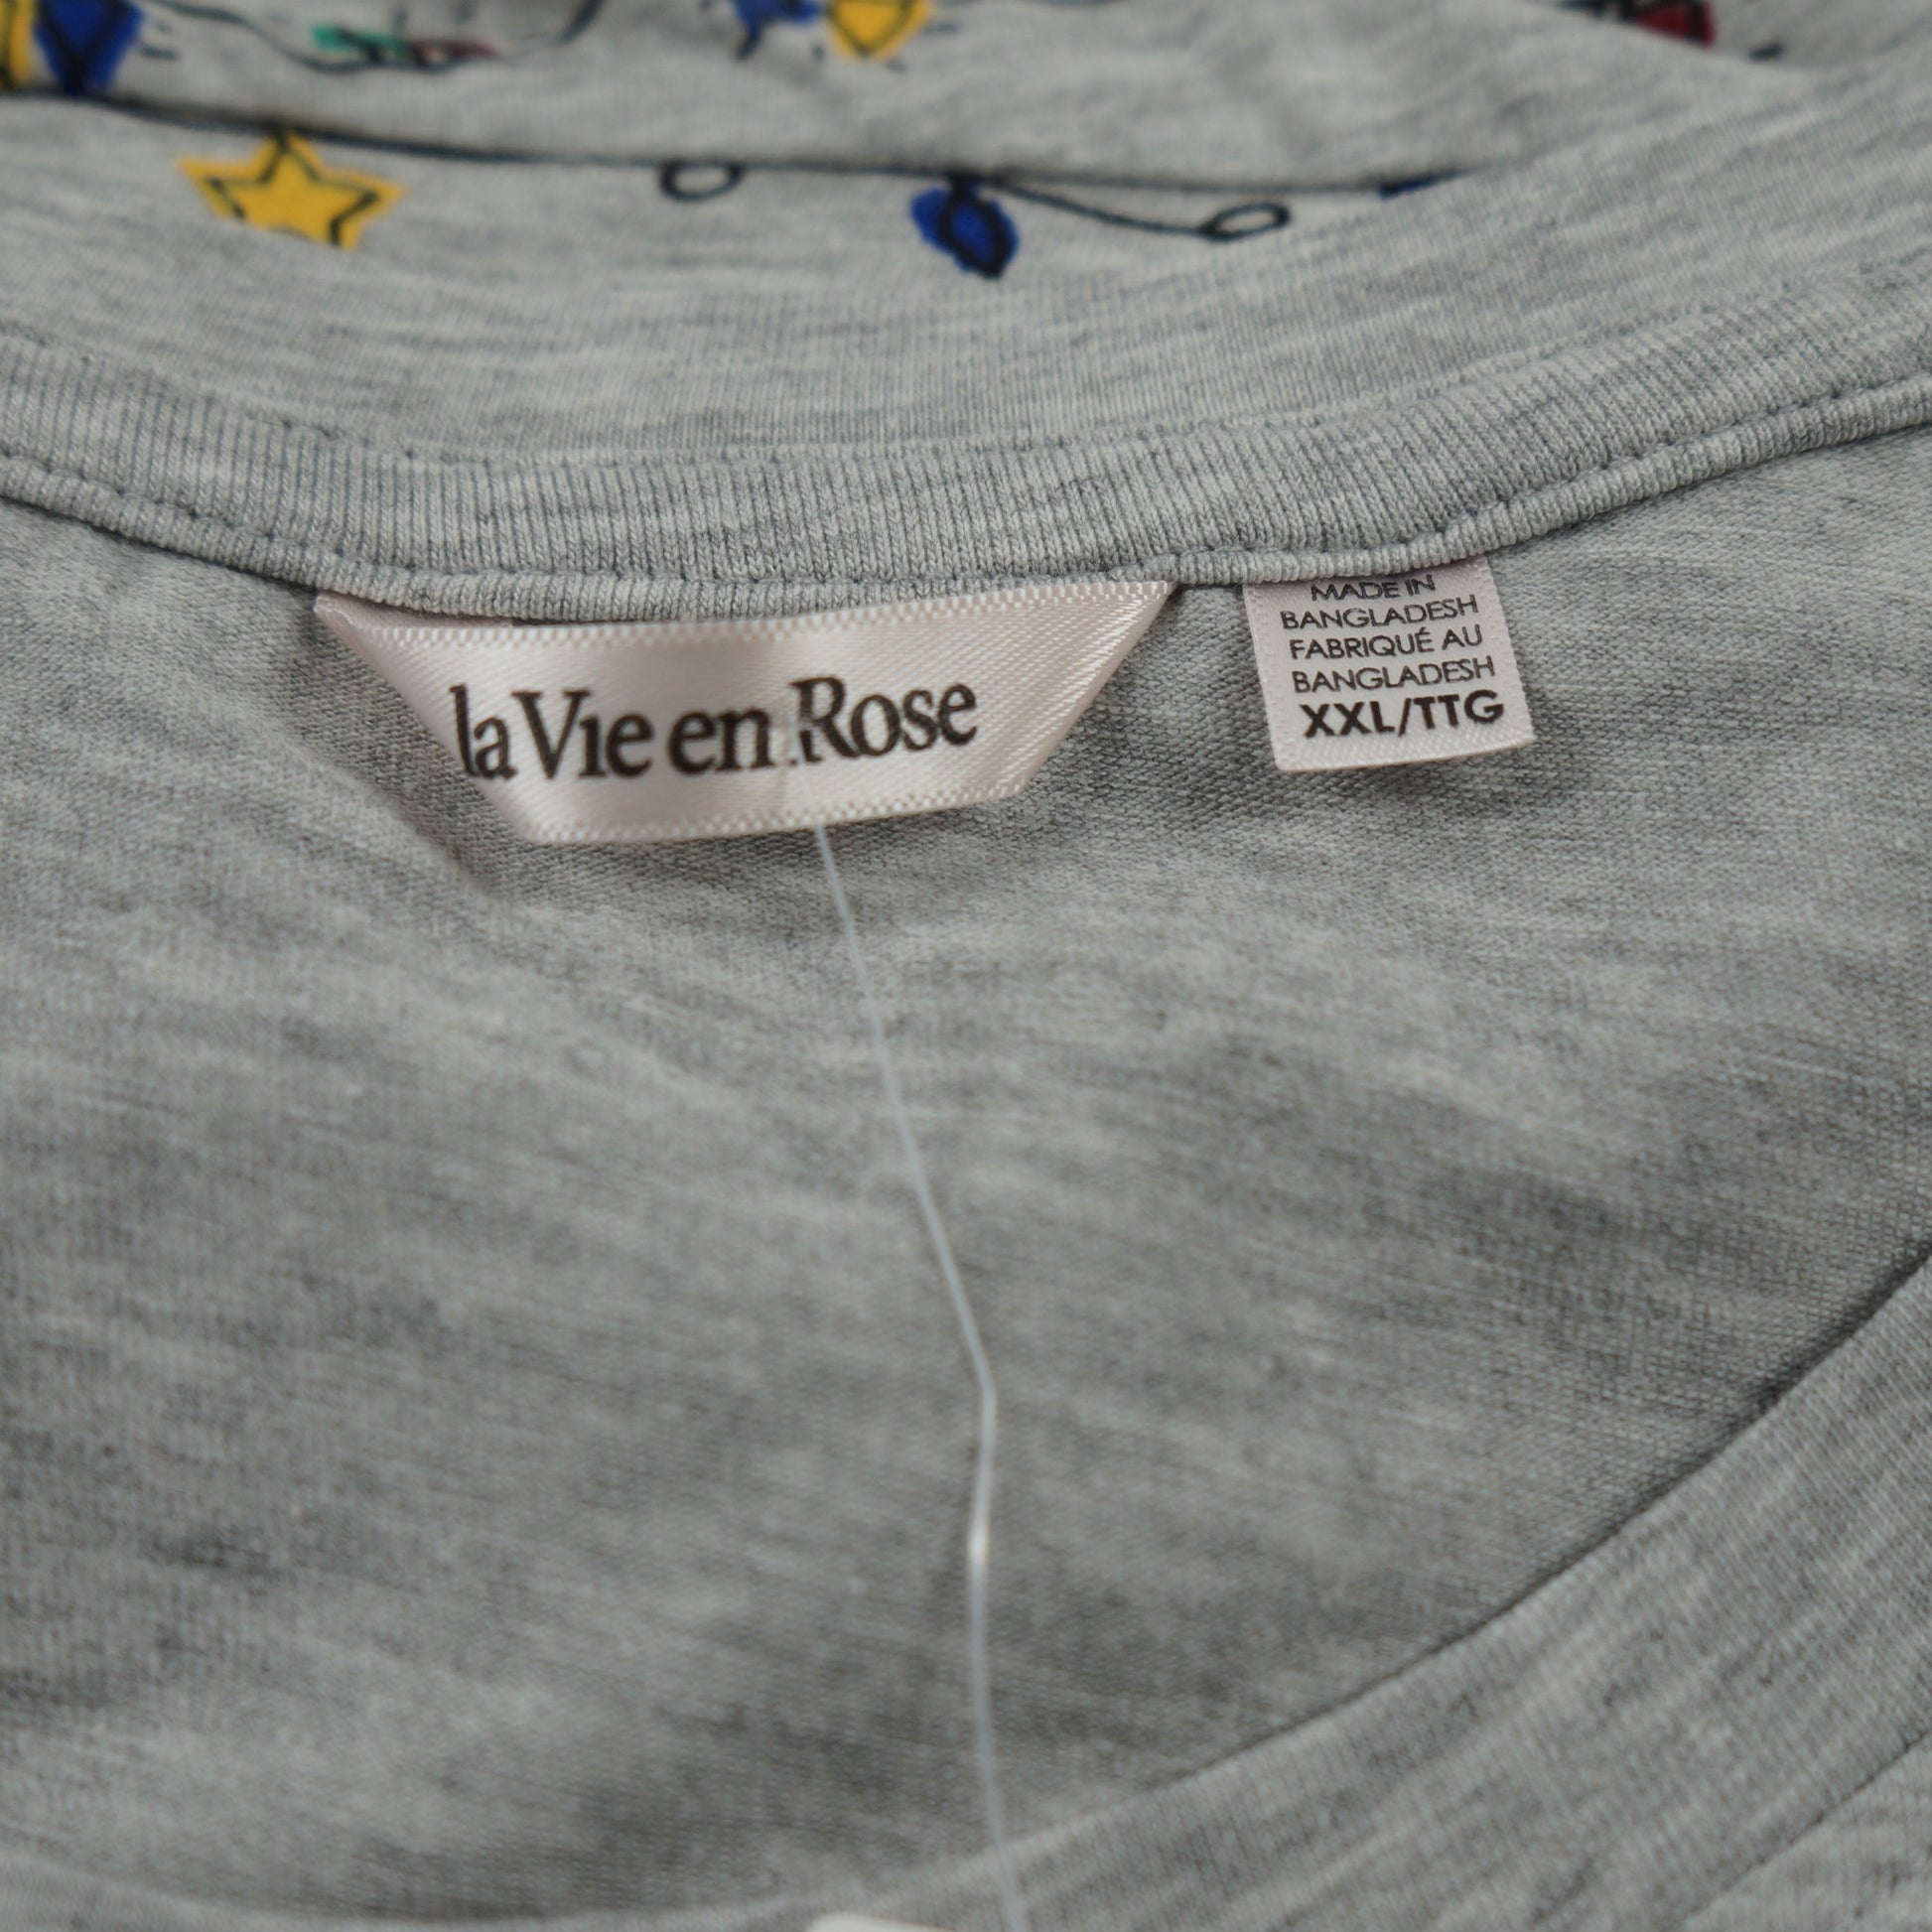 la Vie en Rose
MADE IN
BANGLADESH
FABRIQUÉ AU
BANGLADESH
XXL/TTG